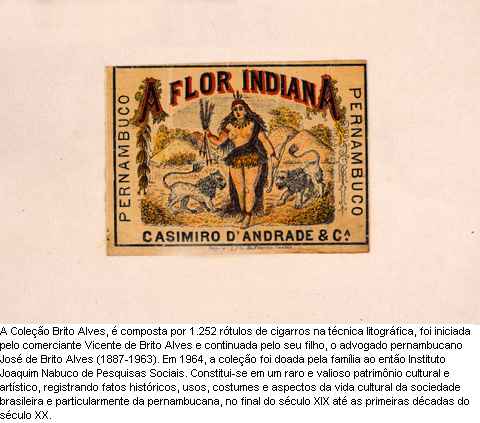 A FLOR INDIANA
PERNAMBUCO
PERNAMBUCO
CASIMIRO D'ANDRADE & Cᴬ
A Coleção Brito Alves, é composta por 1.252 rótulos de cigarros na técnica litográfica, foi iniciada
pelo comerciante Vicente de Brito Alves e continuada pelo seu filho, o advogado pernambucano
José de Brito Alves (1887-1963). Em 1964, a coleção foi doada pela família ao então Instituto
Joaquim Nabuco de Pesquisas Sociais. Constitui-se em um raro e valioso patrimônio cultural e
artístico, registrando fatos históricos, usos, costumes e aspectos da vida cultural da sociedade
brasileira e particularmente da pernambucana, no final do século XIX até as primeiras décadas do
século XX.